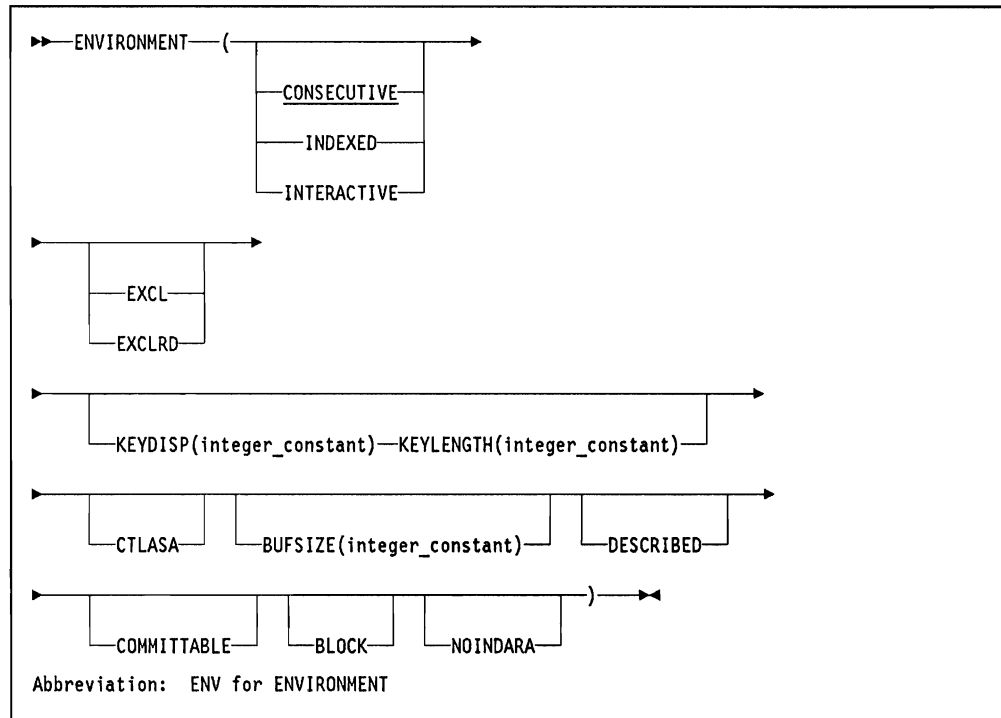 ENVIRONMENT (
CONSECUTIVE
INDEXED
INTERACTIVE
EXCL
EXCLRD
KEYDISP(integer_constant) KEYLENGTH(integer_constant)
CTLASA BUFSIZE(integer_constant) DESCRIBED
)
COMMITTABLE BLOCK NOINDARA
Abbreviation: ENV for ENVIRONMENT